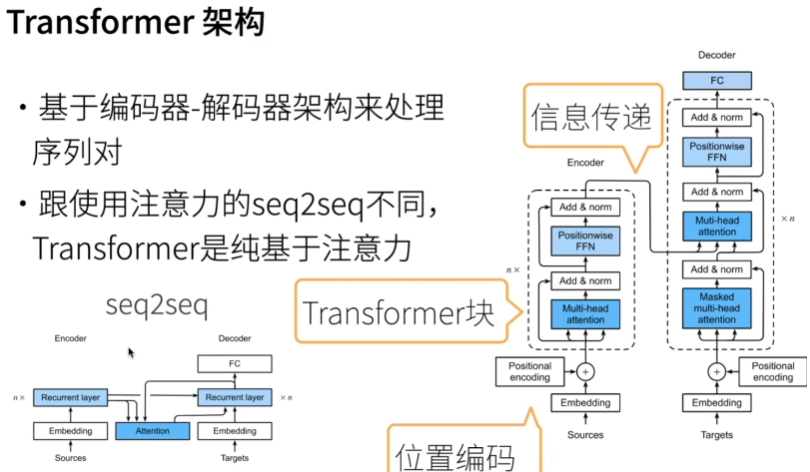 Transformer 架构
・基于编码器-解码器架构来处理
序列对
・跟使用注意力的seq2seq不同，
Transformer是纯基于注意力
seq2seq
Encoder
Decoder
FC
n×
Recurrent layer
Recurrent layer
×n
Embedding
Attention
Embedding
Sources
Targets
信息传递
Transformer块
位置编码
Encoder
Add & norm
Positionwise
FFN
n×
Add & norm
Multi-head
attention
Positional
encoding
+
Embedding
Sources
Decoder
FC
Add & norm
Positionwise
FFN
Add & norm
Muti-head
attention
×n
Add & norm
Masked
multi-head
attention
+
Positional
encoding
Embedding
Targets